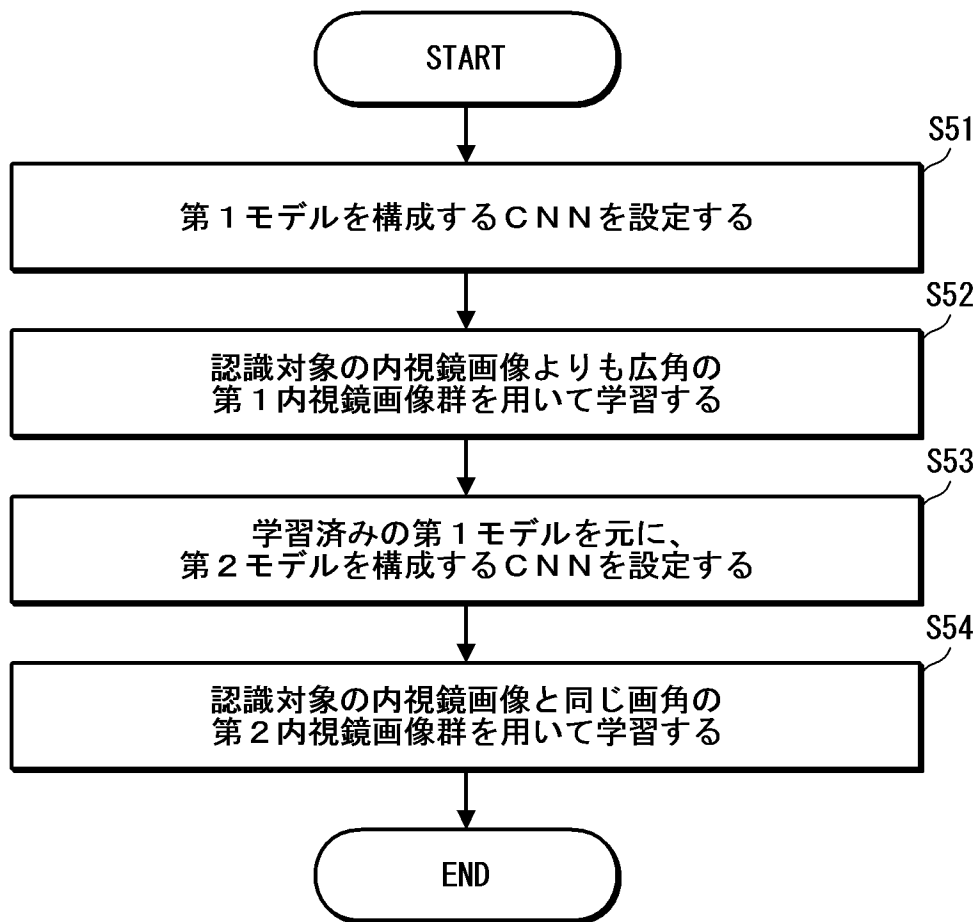 START
S51
第１モデルを構成するＣＮＮを設定する
S52
認識対象の内視鏡画像よりも広角の
第１内視鏡画像群を用いて学習する
S53
学習済みの第１モデルを元に、
第２モデルを構成するＣＮＮを設定する
S54
認識対象の内視鏡画像と同じ画角の
第２内視鏡画像群を用いて学習する
END